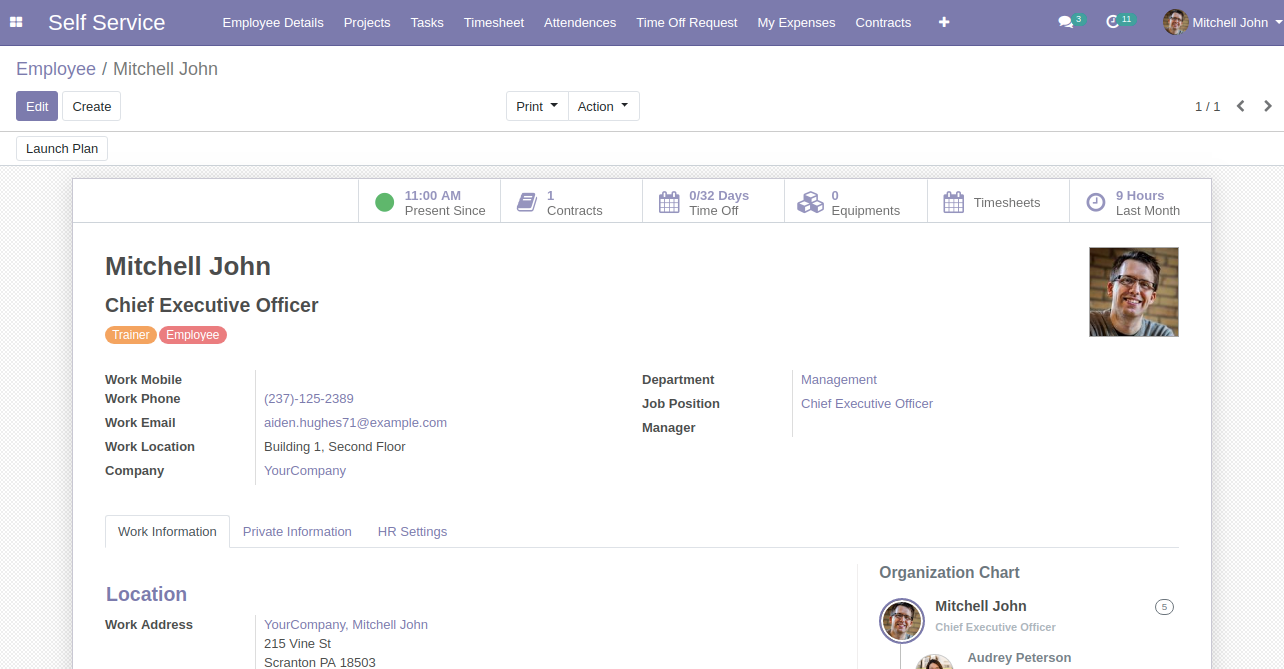 Self Service Employee Details Projects Tasks Timesheet Attendences Time Off Request My Expenses Contracts 3 11 Mitchell John
Employee / Mitchell John
Edit Create Print Action 1 / 1
Launch Plan
11:00 AM
Present Since
1
Contracts
0/32 Days
Time Off
0
Equipments
Timesheets
9 Hours
Last Month
Mitchell John
Chief Executive Officer
Trainer Employee
Work Mobile
Work Phone (237)-125-2389
Work Email aiden.hughes71@example.com
Work Location Building 1, Second Floor
Company YourCompany
Department Management
Job Position Chief Executive Officer
Manager
Work Information Private Information HR Settings
Location
Work Address YourCompany, Mitchell John
215 Vine St
Scranton PA 18503
Organization Chart
Mitchell John 5
Chief Executive Officer
Audrey Peterson